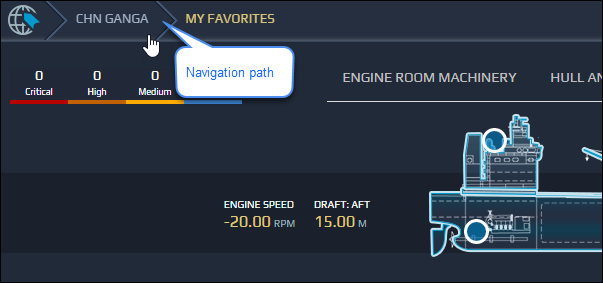 CHN GANGA
MY FAVORITES
Navigation path
0 0 0
Critical High Medium
ENGINE ROOM MACHINERY
HULL AN
ENGINE SPEED DRAFT: AFT
-20.00 RPM 15.00 M